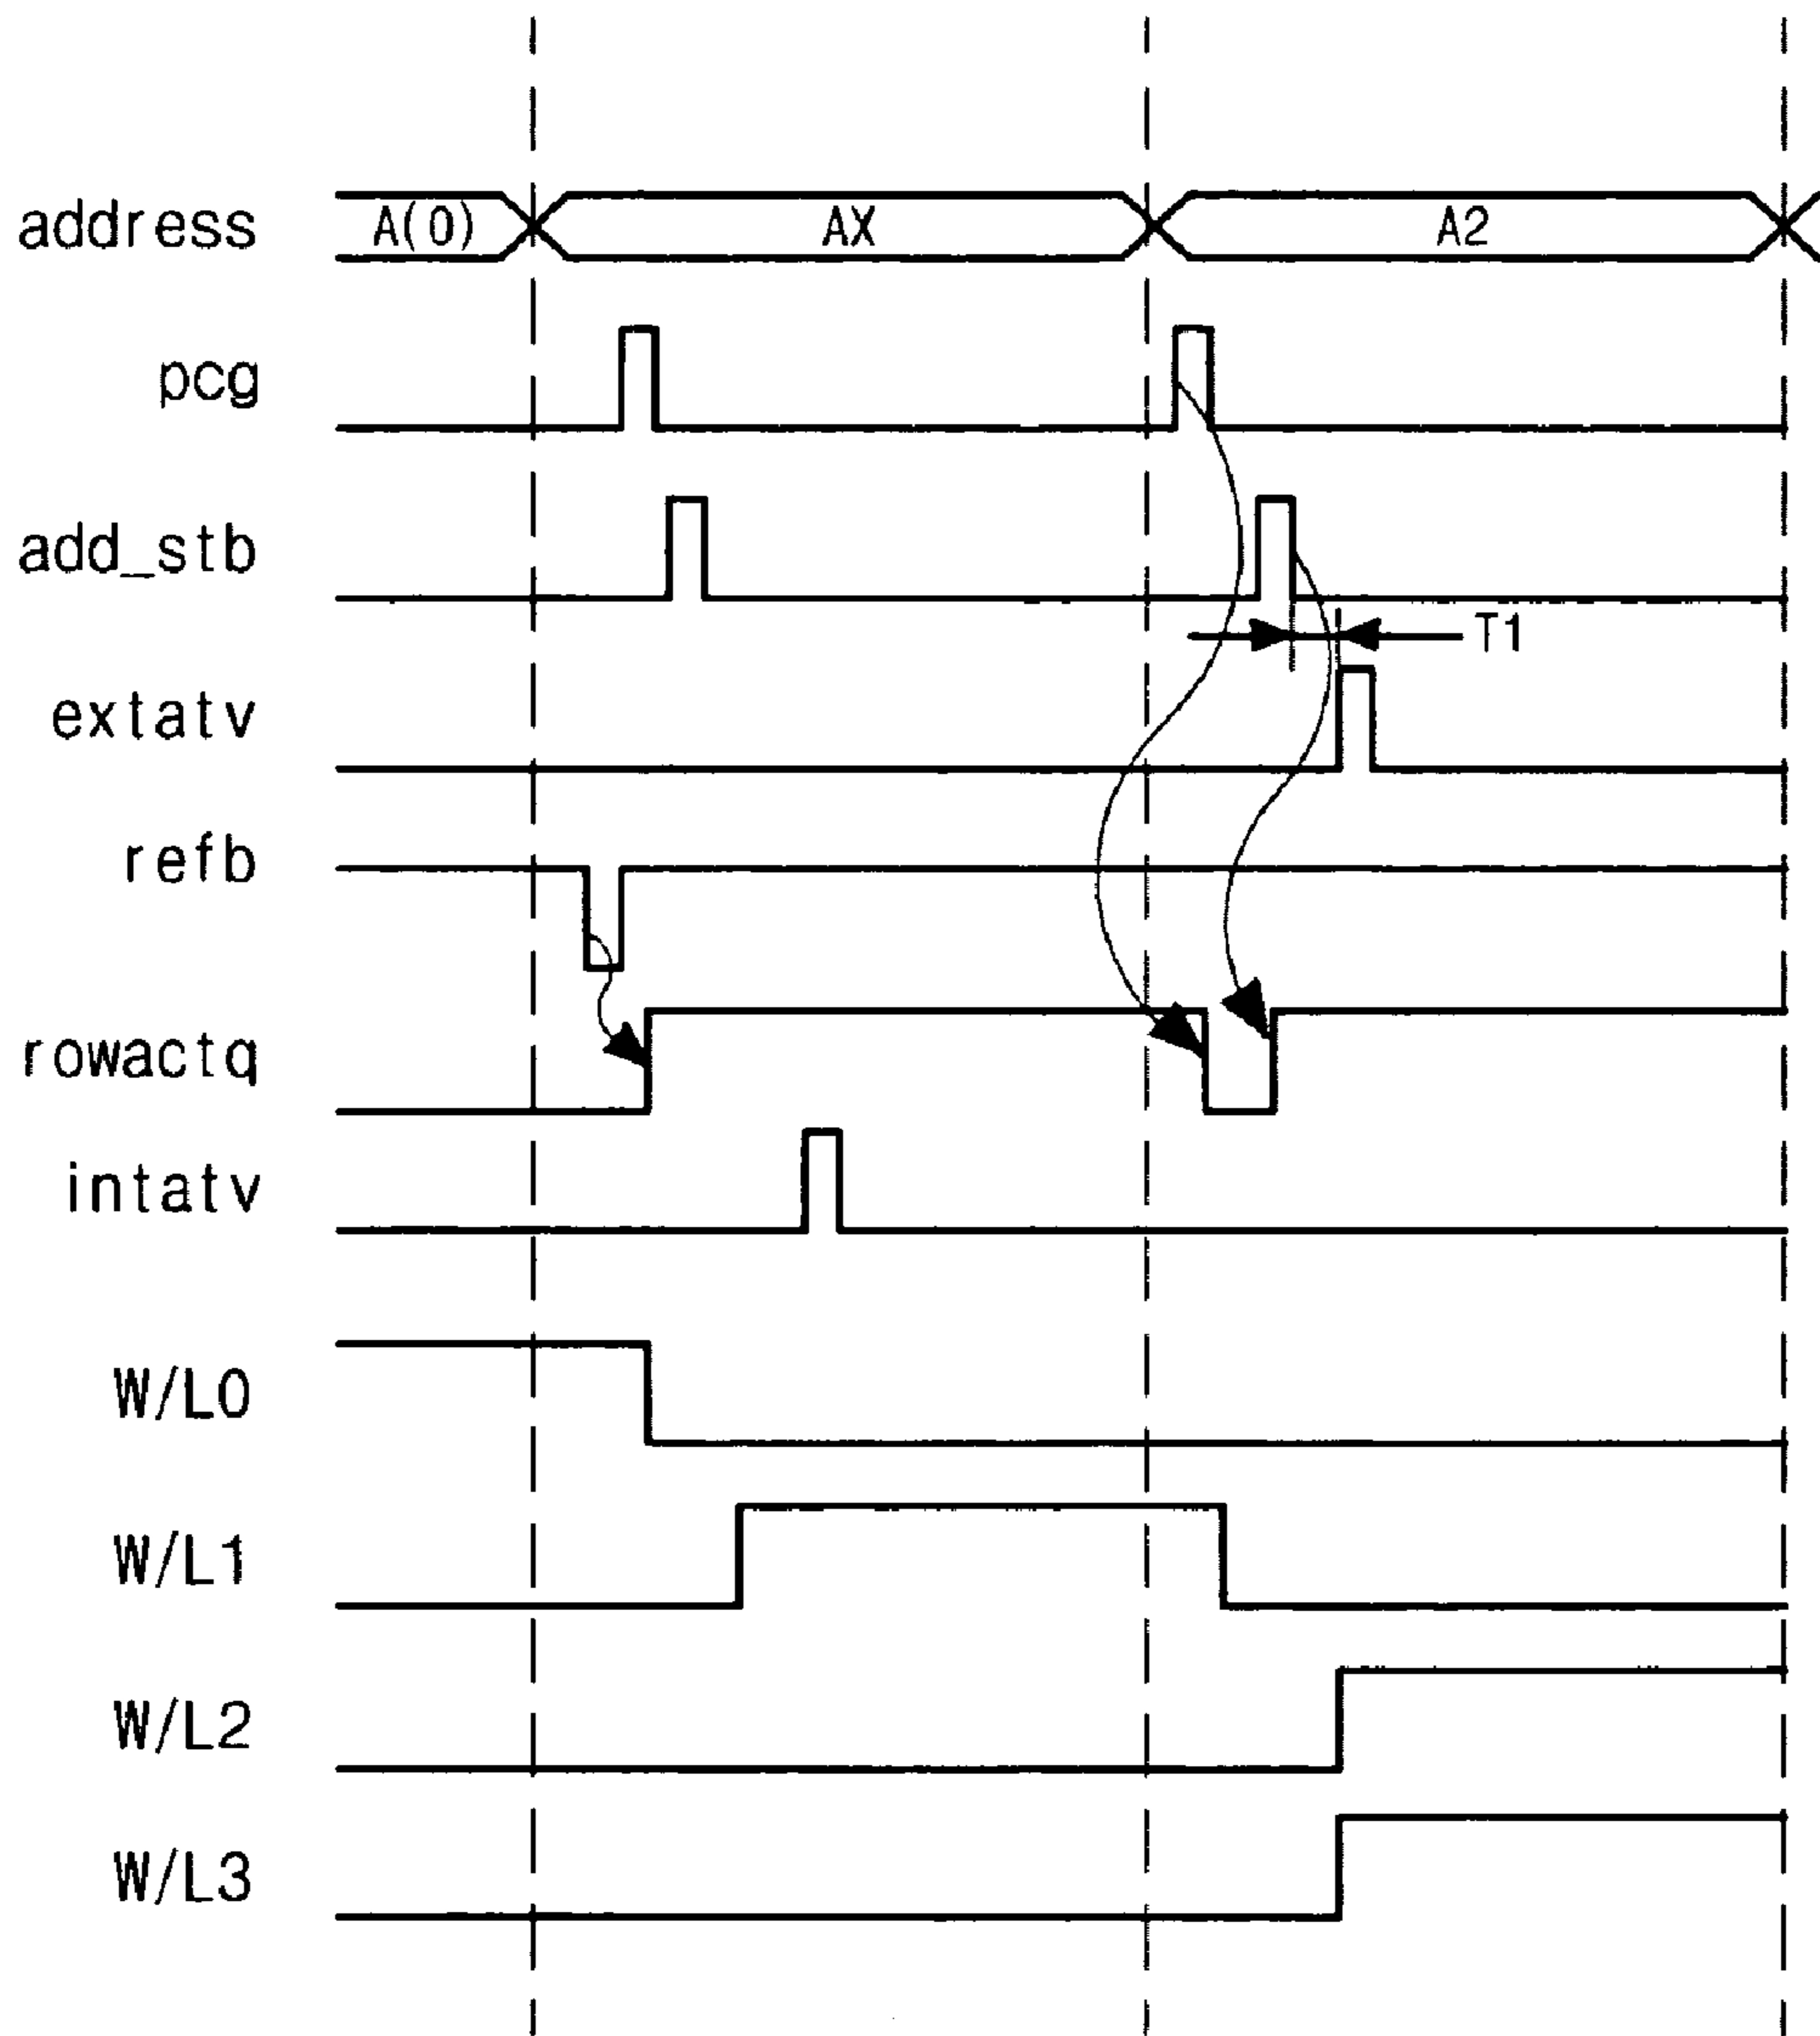 address A(0) AX A2
pcg
add_stb
T1
extatv
refb
rowactq
intatv
W/L0
W/L1
W/L2
W/L3